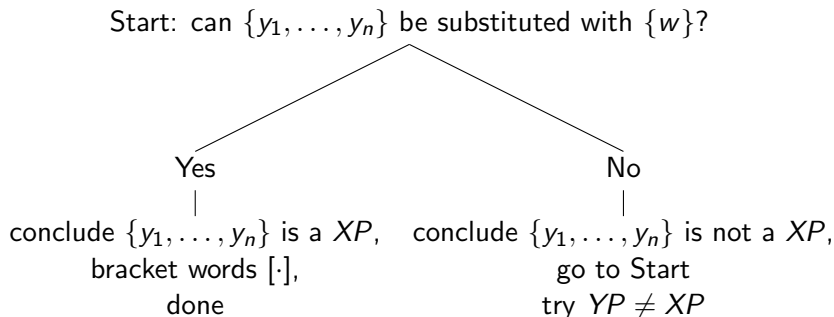 Start: can {y₁, . . . , yₙ} be substituted with {w}?
Yes
No
conclude {y₁, . . . , yₙ} is a XP,
bracket words [·],
done
conclude {y₁, . . . , yₙ} is not a XP,
go to Start
try YP ≠ XP